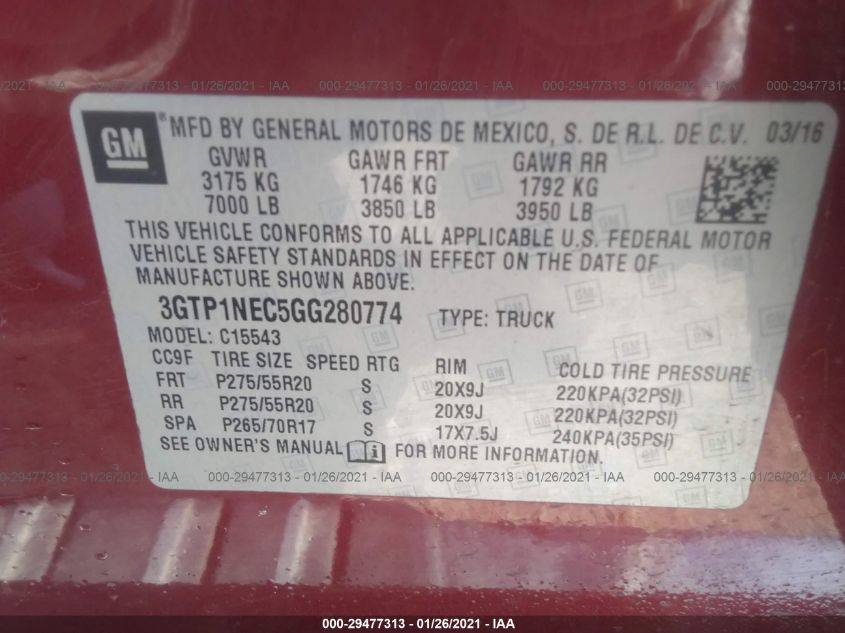 000-29477313 - 01/26/2021 - IAA
GM ® MFD BY GENERAL MOTORS DE MEXICO, S. DE R.L. DE C.V. 03/16
GVWR GAWR FRT GAWR RR
3175 KG 1746 KG 1792 KG
7000 LB 3850 LB 3950 LB
THIS VEHICLE CONFORMS TO ALL APPLICABLE U.S. FEDERAL MOTOR
VEHICLE SAFETY STANDARDS IN EFFECT ON THE DATE OF
MANUFACTURE SHOWN ABOVE.
3GTP1NEC5GG280774 TYPE: TRUCK
MODEL: C15543
CC9F TIRE SIZE SPEED RTG RIM COLD TIRE PRESSURE
FRT P275/55R20 S 20X9J 220KPA(32PSI)
RR P275/55R20 S 20X9J 220KPA(32PSI)
SPA P265/70R17 S 17X7.5J 240KPA(35PSI)
SEE OWNER'S MANUAL FOR MORE INFORMATION.
000-29477313 - 01/26/2021 - IAA
000-29477313 - 01/26/2021 - IAA